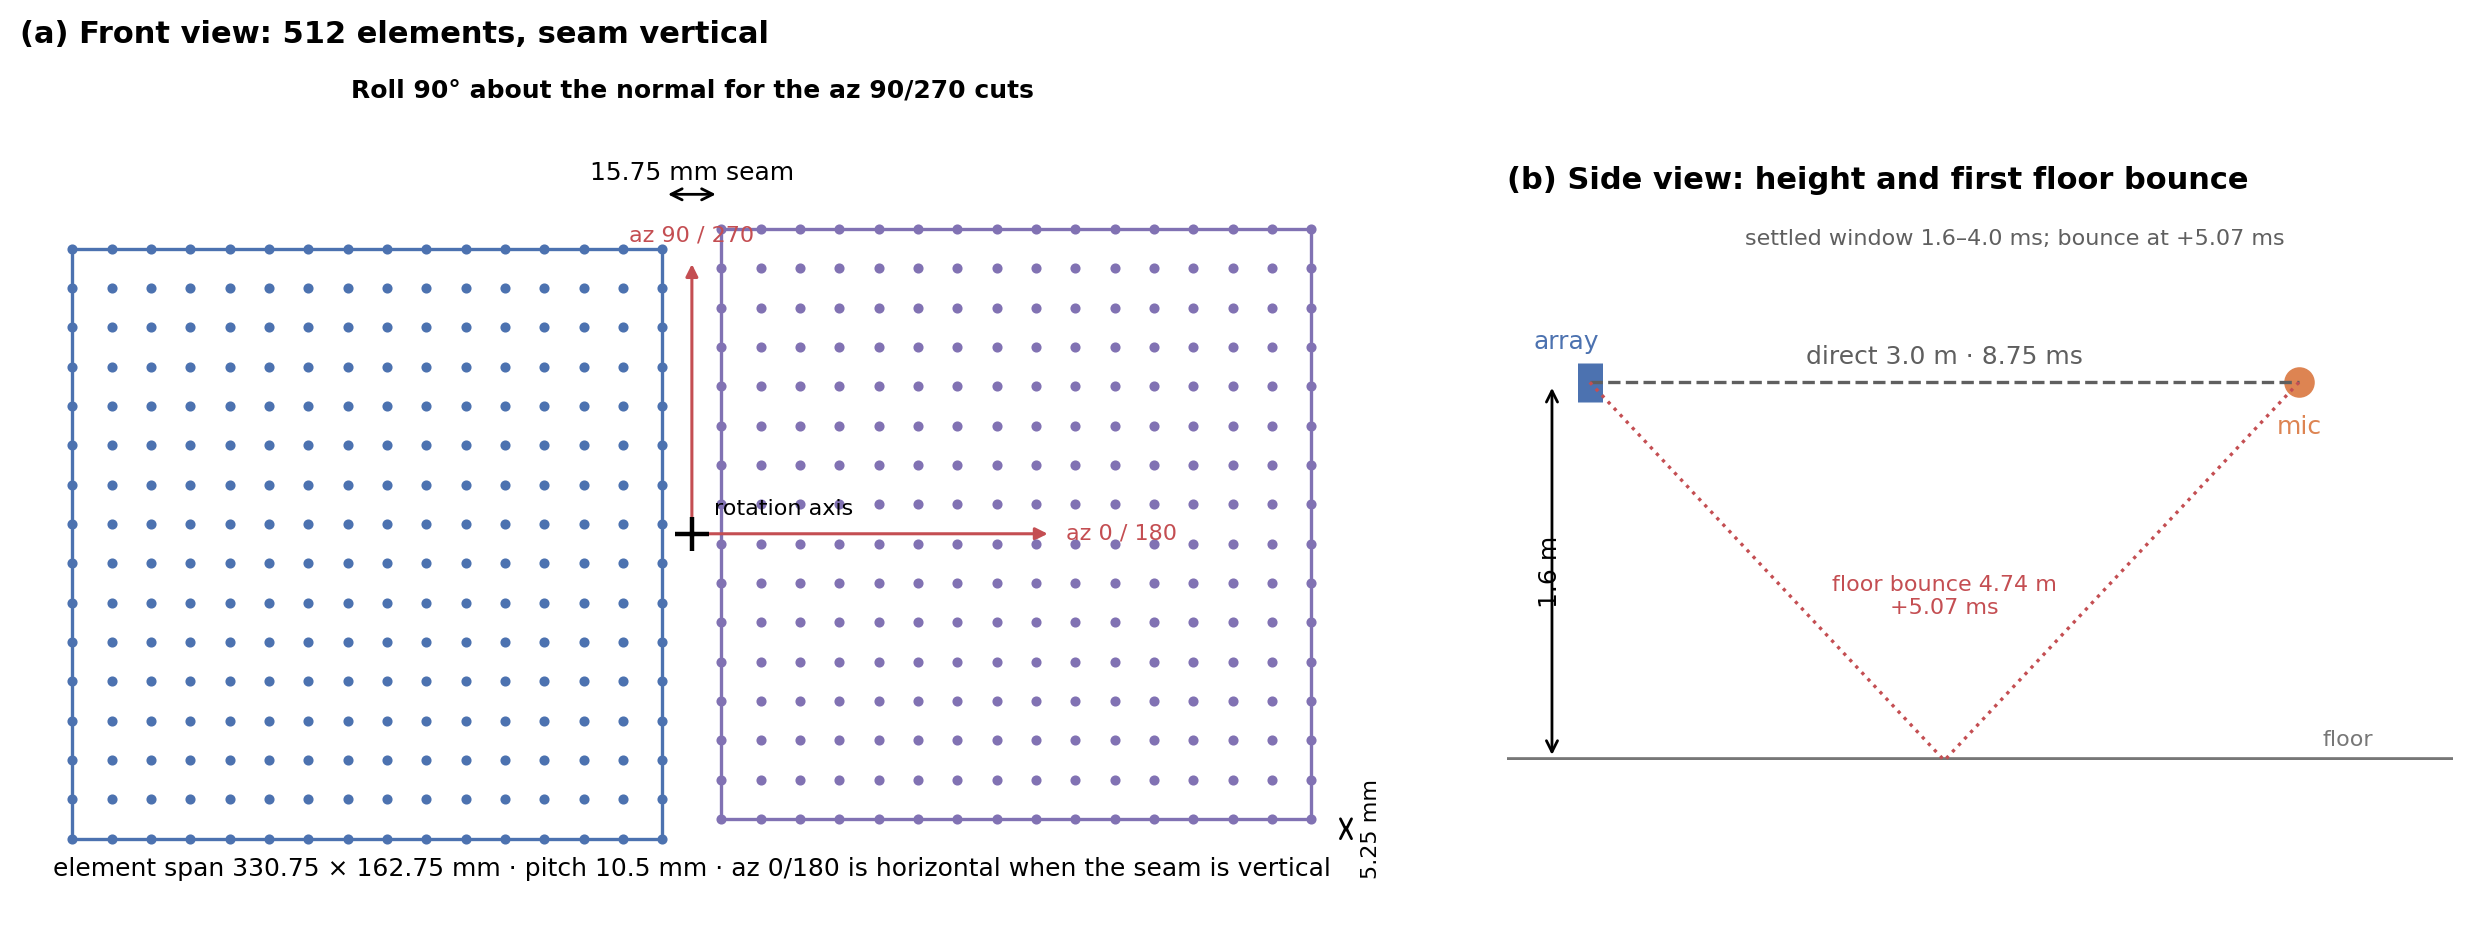 (a) Front view: 512 elements, seam vertical
Roll 90° about the normal for the az 90/270 cuts
15.75 mm seam
az 90 / 270
rotation axis
az 0 / 180
5.25 mm
element span 330.75 × 162.75 mm · pitch 10.5 mm · az 0/180 is horizontal when the seam is vertical
(b) Side view: height and first floor bounce
settled window 1.6–4.0 ms; bounce at +5.07 ms
array
direct 3.0 m · 8.75 ms
mic
1.6 m
floor bounce 4.74 m
+5.07 ms
floor